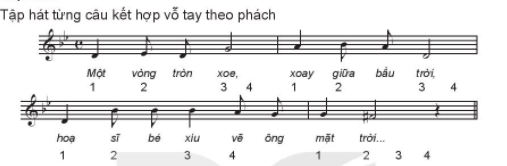 Tập hát từng câu kết hợp vỗ tay theo phách
Một vòng tròn xoe, xoay giữa bầu trời,
1 2 3 4 1 2 3 4
hoạ sĩ bé xíu vẽ ông mặt trời...
1 2 3 4 1 2 3 4